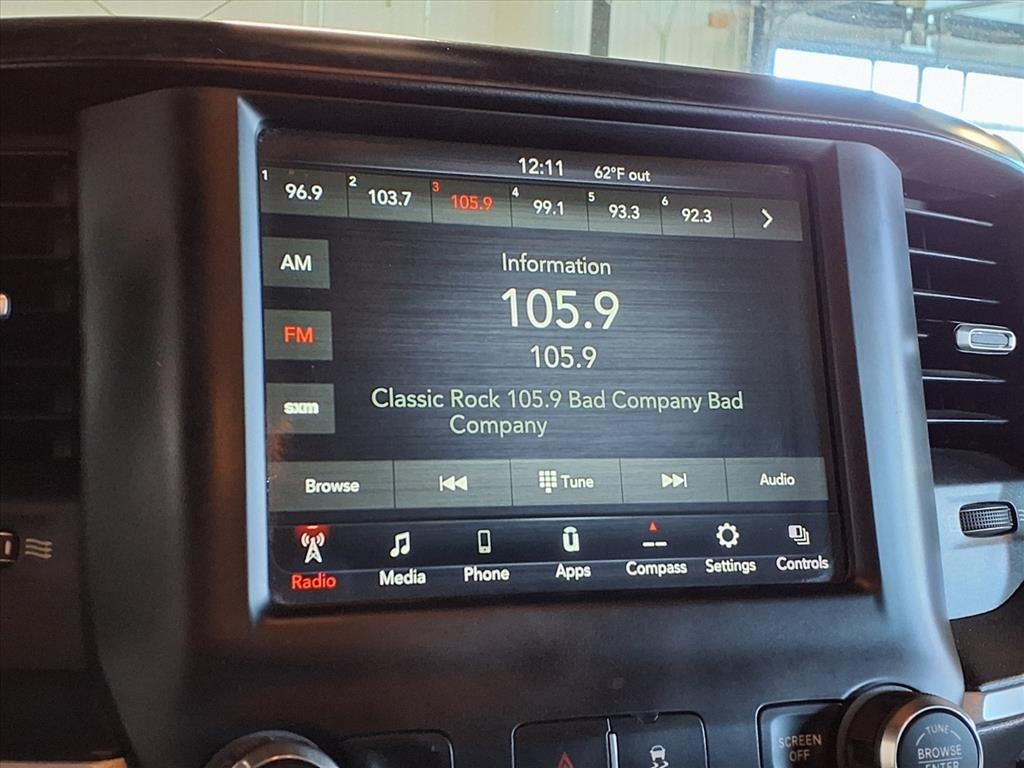 12:11 62°F out
1 96.9 2 103.7 3 105.9 4 99.1 5 93.3 6 92.3
AM
FM
sxm
Information
105.9
105.9
Classic Rock 105.9 Bad Company Bad
Company
Browse Tune Audio
Radio Media Phone Apps Compass Settings Controls
SCREEN
OFF
TUNE
BROWSE
ENTER